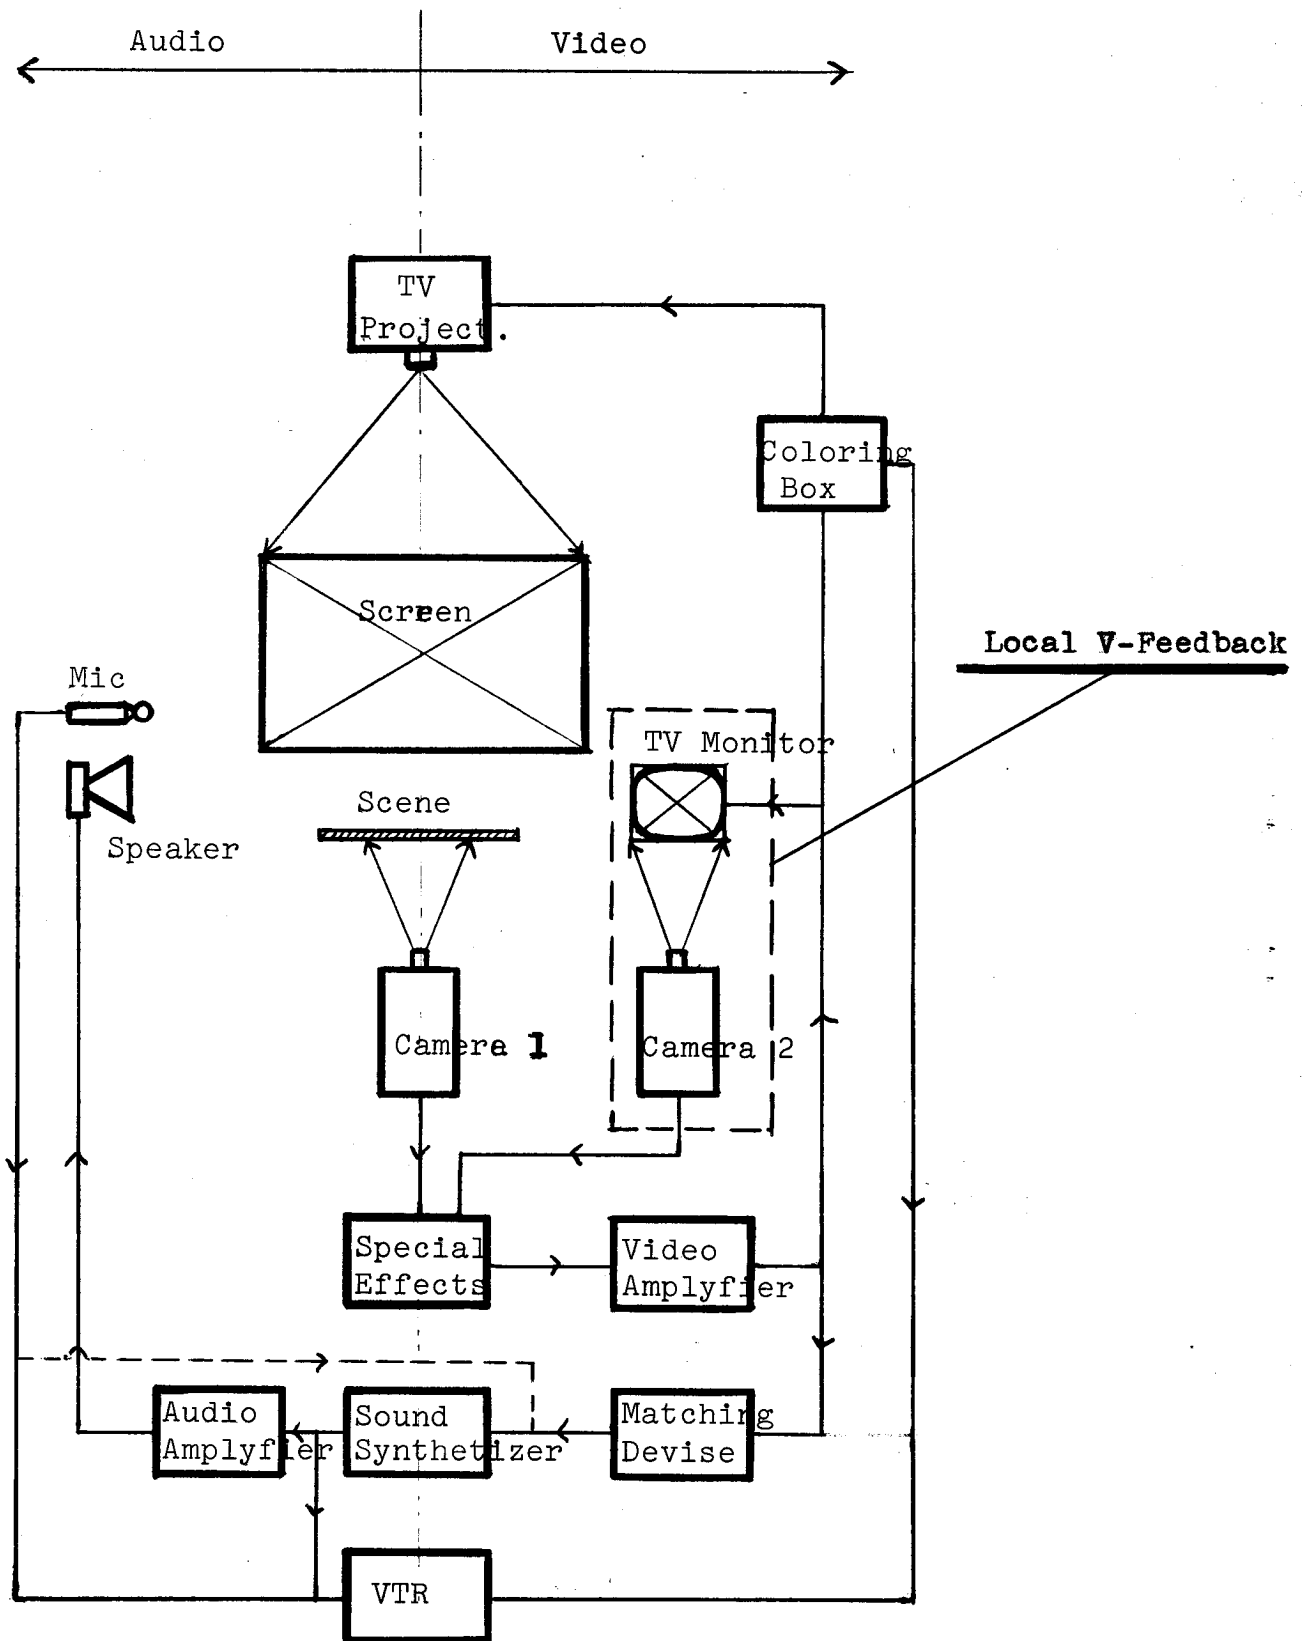 Audio
Video
TV
Project.
Coloring
Box
Screen
Local V-Feedback
Mic
TV Monitor
Scene
Speaker
Camera 1
Camera 2
Special
Effects
Video
Amplyfier
Audio
Amplyfier
Sound
Synthetizer
Matching
Devise
VTR